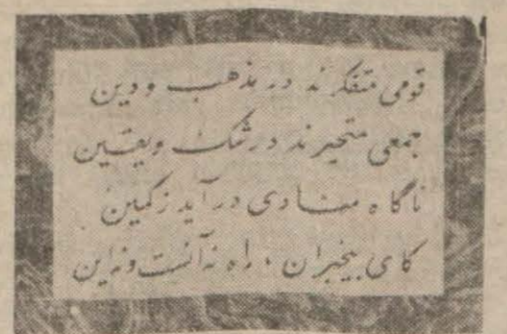 قومی متفکرند در مذهب و دین
جمعی متحیرند در شک و یقین
ناگاه منادی درآید ز کمین
کای بیخبران ، راه نه آنست و نه این